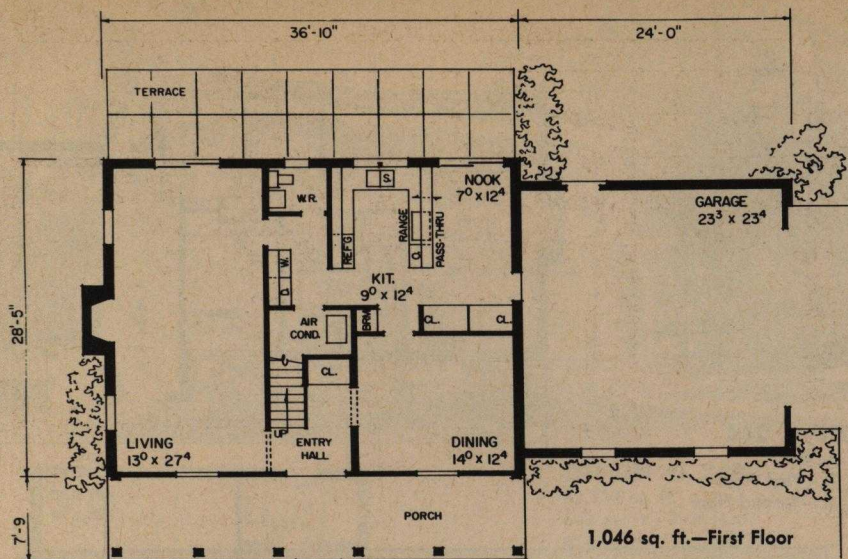 36'-10"
24'-0"
TERRACE
28'-5"
7'-9
W.R.
S.
NOOK
7⁰ x 12⁴
GARAGE
23³ x 23⁴
REF'G
RANGE
O.
PASS-THRU
W.
D.
KIT.
9⁰ x 12⁴
AIR
COND.
BRM
CL.
CL.
CL.
UP
LIVING
13⁰ x 27⁴
ENTRY
HALL
DINING
14⁰ x 12⁴
PORCH
1,046 sq. ft.—First Floor